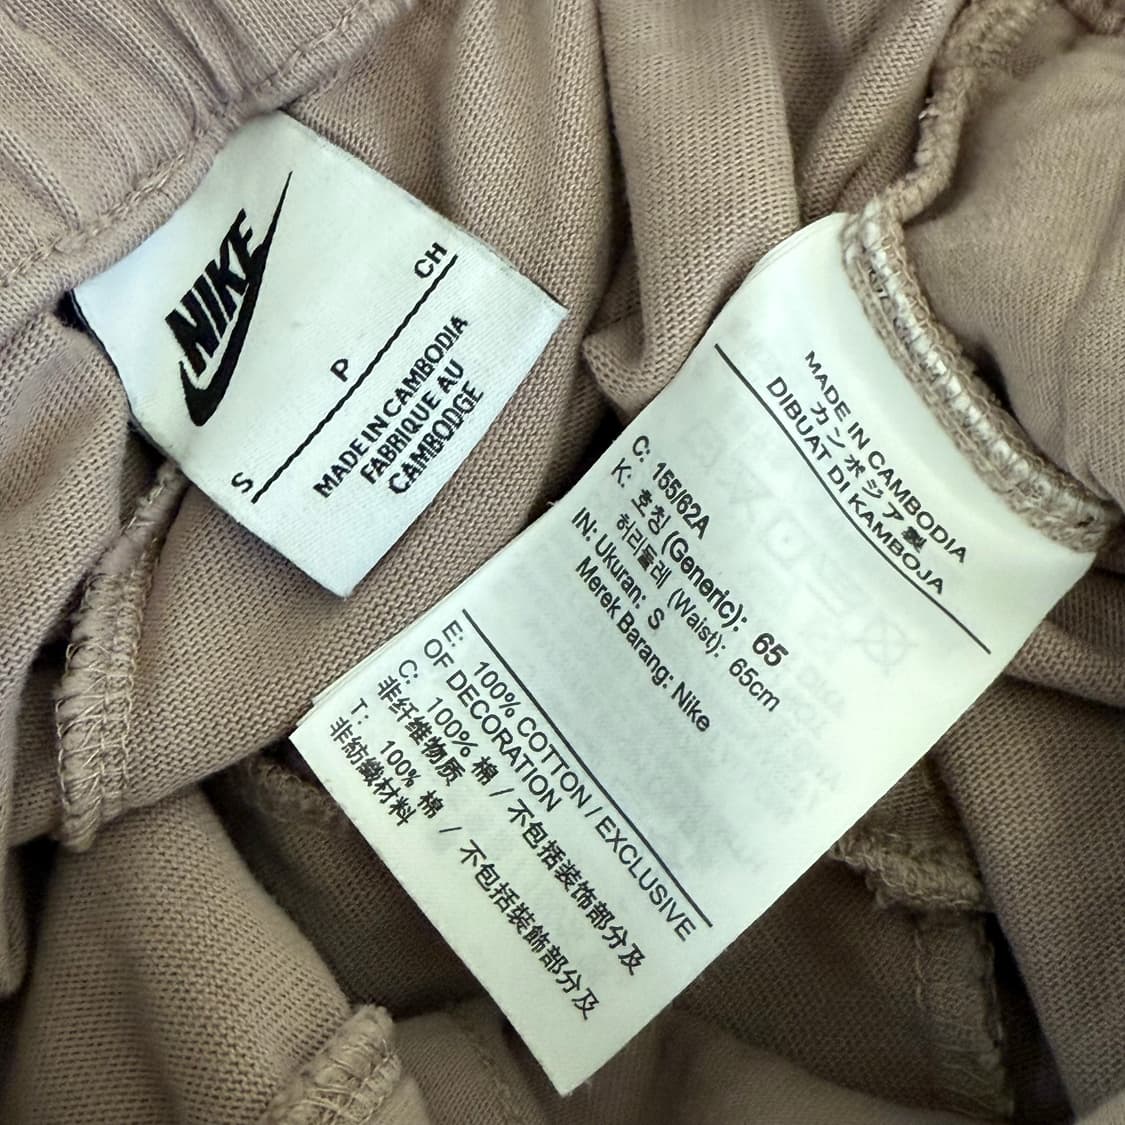 NIKE
S P CH
MADE IN CAMBODIA
FABRIQUE AU
CAMBODGE
MADE IN CAMBODIA
カンボジア製
DIBUAT DI KAMBOJA
C: 155/62A
K: 호칭 (Generic): 65
허리둘레 (Waist): 65cm
IN: Ukuran: S
Merek Barang: Nike
E: 100% COTTON / EXCLUSIVE
OF DECORATION
C: 100% 棉 / 不包括装饰部分及
非纤维物质
T: 100% 棉 / 不包括裝飾部分及
非紡織材料